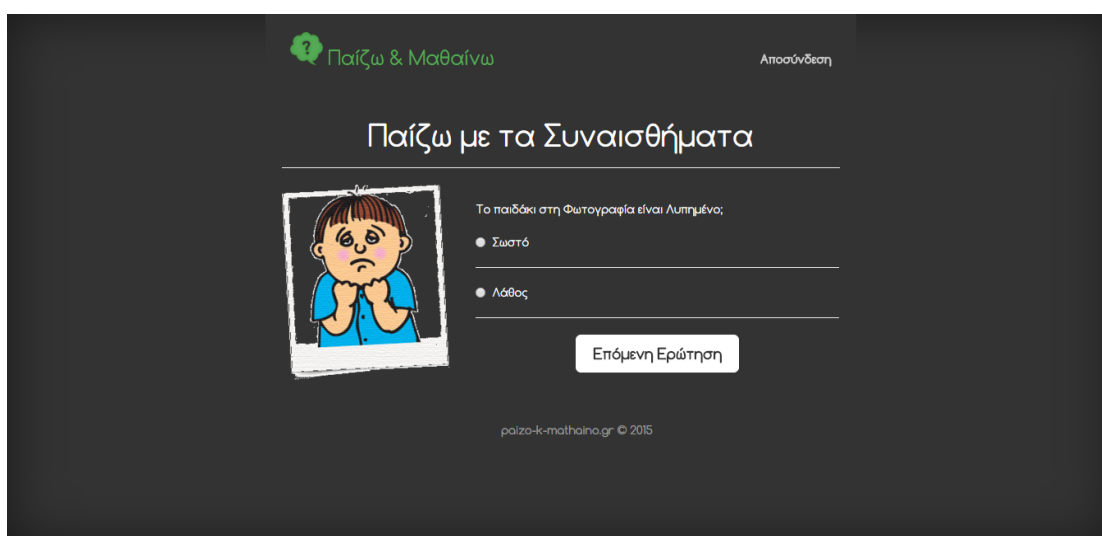 ?
Παίζω & Μαθαίνω
Αποσύνδεση
Παίζω με τα Συναισθήματα
Το παιδάκι στη Φωτογραφία είναι Λυπημένο;
Σωστό
Λάθος
Επόμενη Ερώτηση
paizo-k-mathaino.gr © 2015